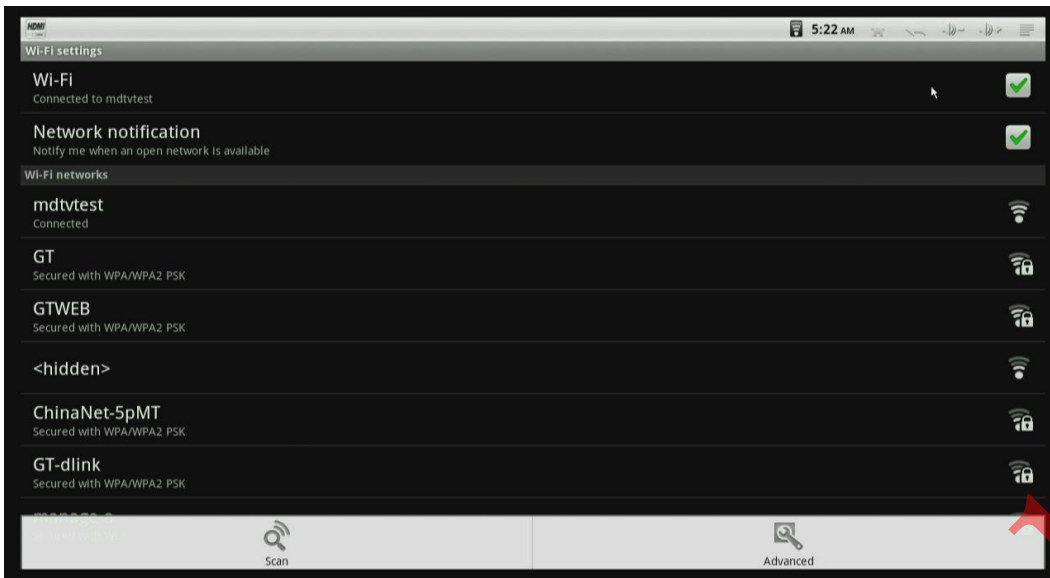 HDMI
5:22 AM
Wi-Fi settings
Wi-Fi
Connected to mdtvtest
Network notification
Notify me when an open network is available
Wi-Fi networks
mdtvtest
Connected
GT
Secured with WPA/WPA2 PSK
GTWEB
Secured with WPA/WPA2 PSK
<hidden>
ChinaNet-5pMT
Secured with WPA/WPA2 PSK
GT-dlink
Secured with WPA/WPA2 PSK
Scan
Advanced